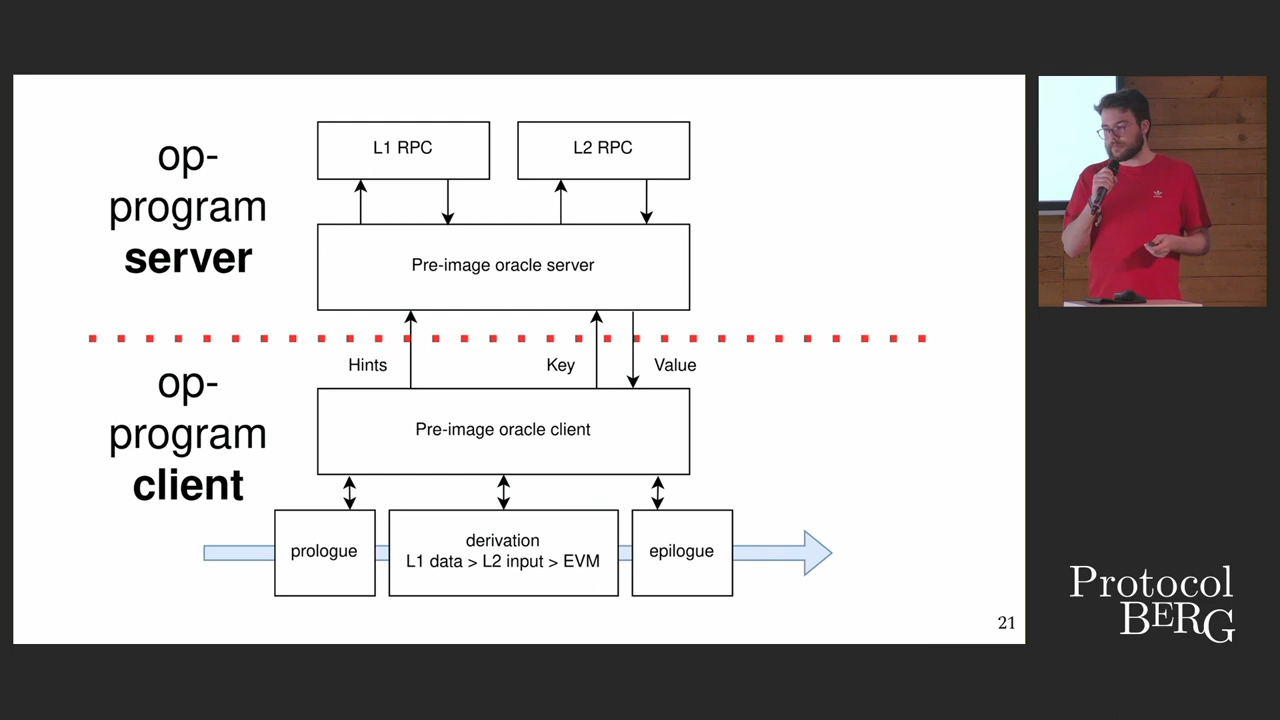 op-
program
server
L1 RPC
L2 RPC
Pre-image oracle server
Hints
Key
Value
op-
program
client
Pre-image oracle client
prologue
derivation
L1 data > L2 input > EVM
epilogue
21
Protocol
BERG